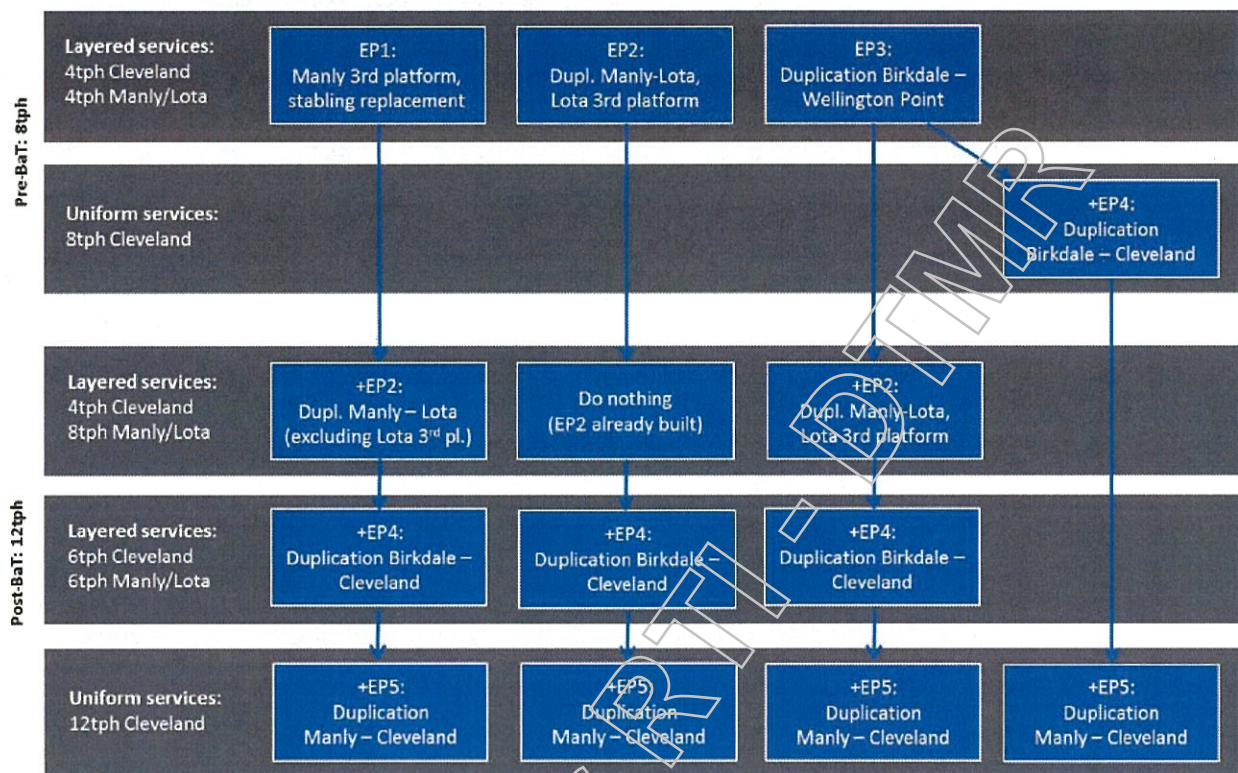 Pre-BaT: 8tph
Layered services:
4tph Cleveland
4tph Manly/Lota
EP1:
Manly 3rd platform,
stabling replacement
EP2:
Dupl. Manly-Lota,
Lota 3rd platform
EP3:
Duplication Birkdale –
Wellington Point
Uniform services:
8tph Cleveland
+EP4:
Duplication
Birkdale – Cleveland
Post-BaT: 12tph
Layered services:
4tph Cleveland
8tph Manly/Lota
+EP2:
Dupl. Manly – Lota
(excluding Lota 3rd pl.)
Do nothing
(EP2 already built)
+EP2:
Dupl. Manly-Lota,
Lota 3rd platform
Layered services:
6tph Cleveland
6tph Manly/Lota
+EP4:
Duplication Birkdale –
Cleveland
+EP4:
Duplication Birkdale –
Cleveland
+EP4:
Duplication Birkdale –
Cleveland
Uniform services:
12tph Cleveland
+EP5:
Duplication
Manly – Cleveland
+EP5:
Duplication
Manly – Cleveland
+EP5:
Duplication
Manly – Cleveland
+EP5:
Duplication
Manly – Cleveland
RTI - DTMR